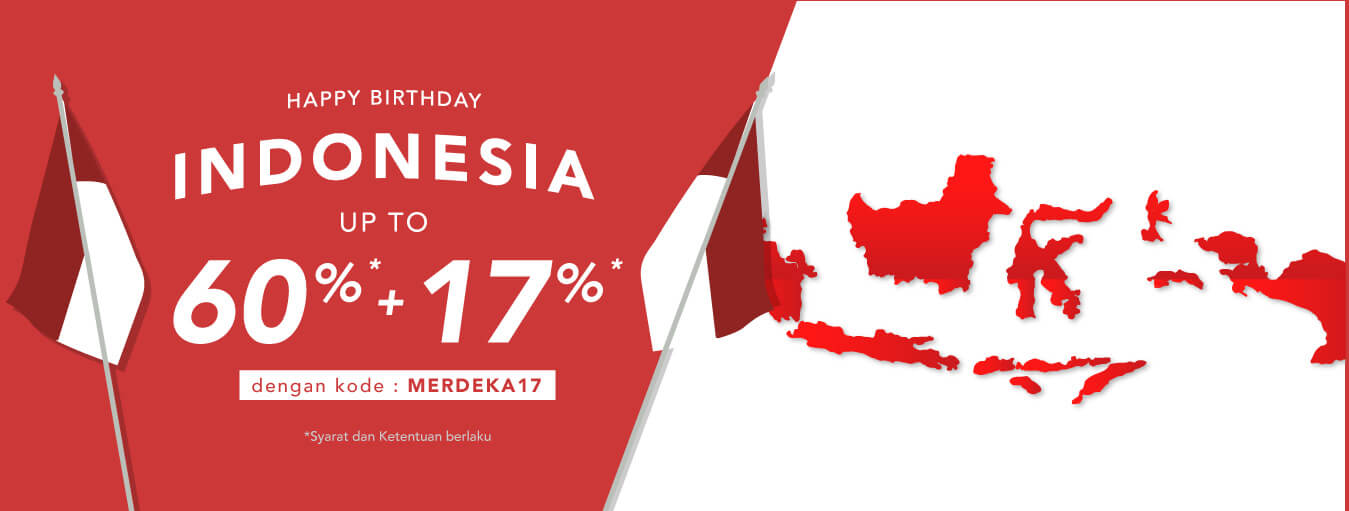 HAPPY BIRTHDAY
INDONESIA
UP TO
60%* + 17%*
dengan kode : MERDEKA17
*Syarat dan Ketentuan berlaku